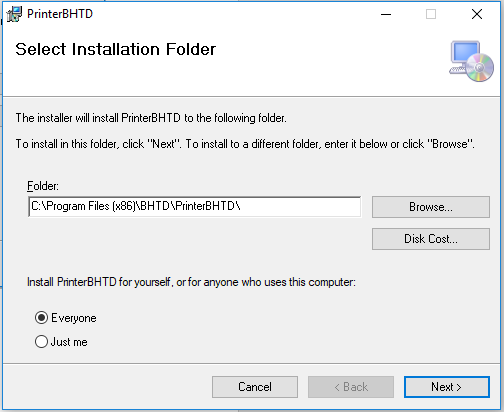 PrinterBHTD
Select Installation Folder
The installer will install PrinterBHTD to the following folder.
To install in this folder, click "Next". To install to a different folder, enter it below or click "Browse".
Folder:
C:\Program Files (x86)\BHTD\PrinterBHTD\
Browse...
Disk Cost...
Install PrinterBHTD for yourself, or for anyone who uses this computer:
Everyone
Just me
Cancel
< Back
Next >